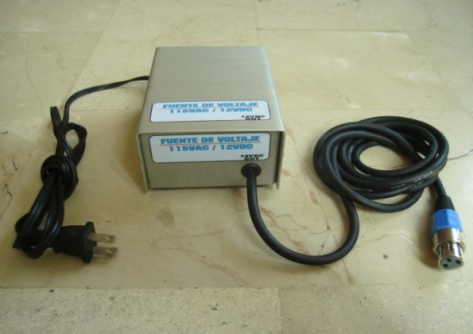 FUENTE DE VOLTAJE
115VAC / 12VDC
FUENTE DE VOLTAJE
115VAC / 12VDC